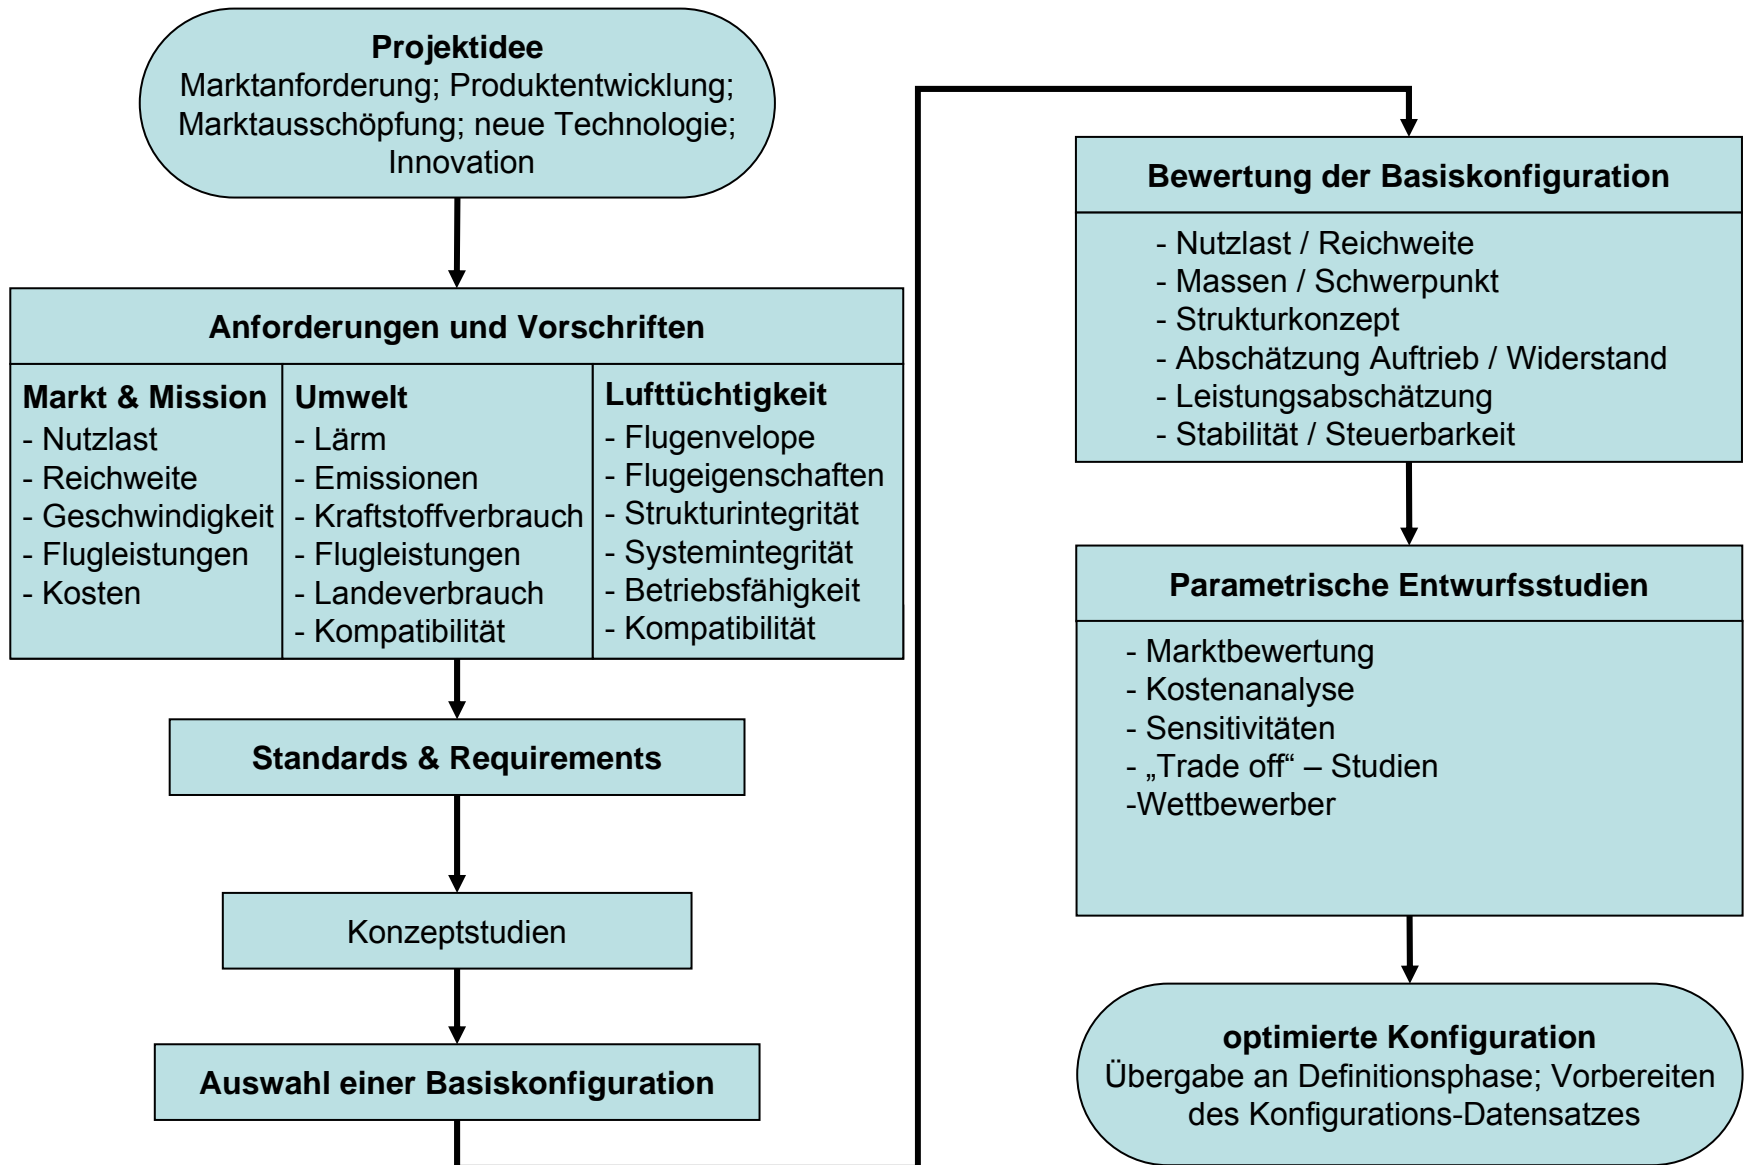 Projektidee
Marktanforderung; Produktentwicklung;
Marktausschöpfung; neue Technologie;
Innovation
Anforderungen und Vorschriften
Markt & Mission
- Nutzlast
- Reichweite
- Geschwindigkeit
- Flugleistungen
- Kosten
Umwelt
- Lärm
- Emissionen
- Kraftstoffverbrauch
- Flugleistungen
- Landeverbrauch
- Kompatibilität
Lufttüchtigkeit
- Flugenvelope
- Flugeigenschaften
- Strukturintegrität
- Systemintegrität
- Betriebsfähigkeit
- Kompatibilität
Standards & Requirements
Konzeptstudien
Auswahl einer Basiskonfiguration
Bewertung der Basiskonfiguration
- Nutzlast / Reichweite
- Massen / Schwerpunkt
- Strukturkonzept
- Abschätzung Auftrieb / Widerstand
- Leistungsabschätzung
- Stabilität / Steuerbarkeit
Parametrische Entwurfsstudien
- Marktbewertung
- Kostenanalyse
- Sensitivitäten
- „Trade off“ – Studien
-Wettbewerber
optimierte Konfiguration
Übergabe an Definitionsphase; Vorbereiten
des Konfigurations-Datensatzes